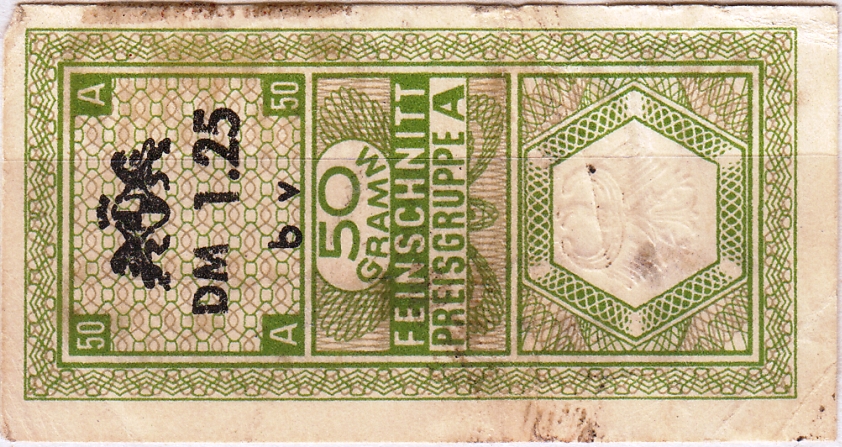 50 A
DM 1.25
b v
A 50
50
GRAMM
FEINSCHNITT
PREISGRUPPE A